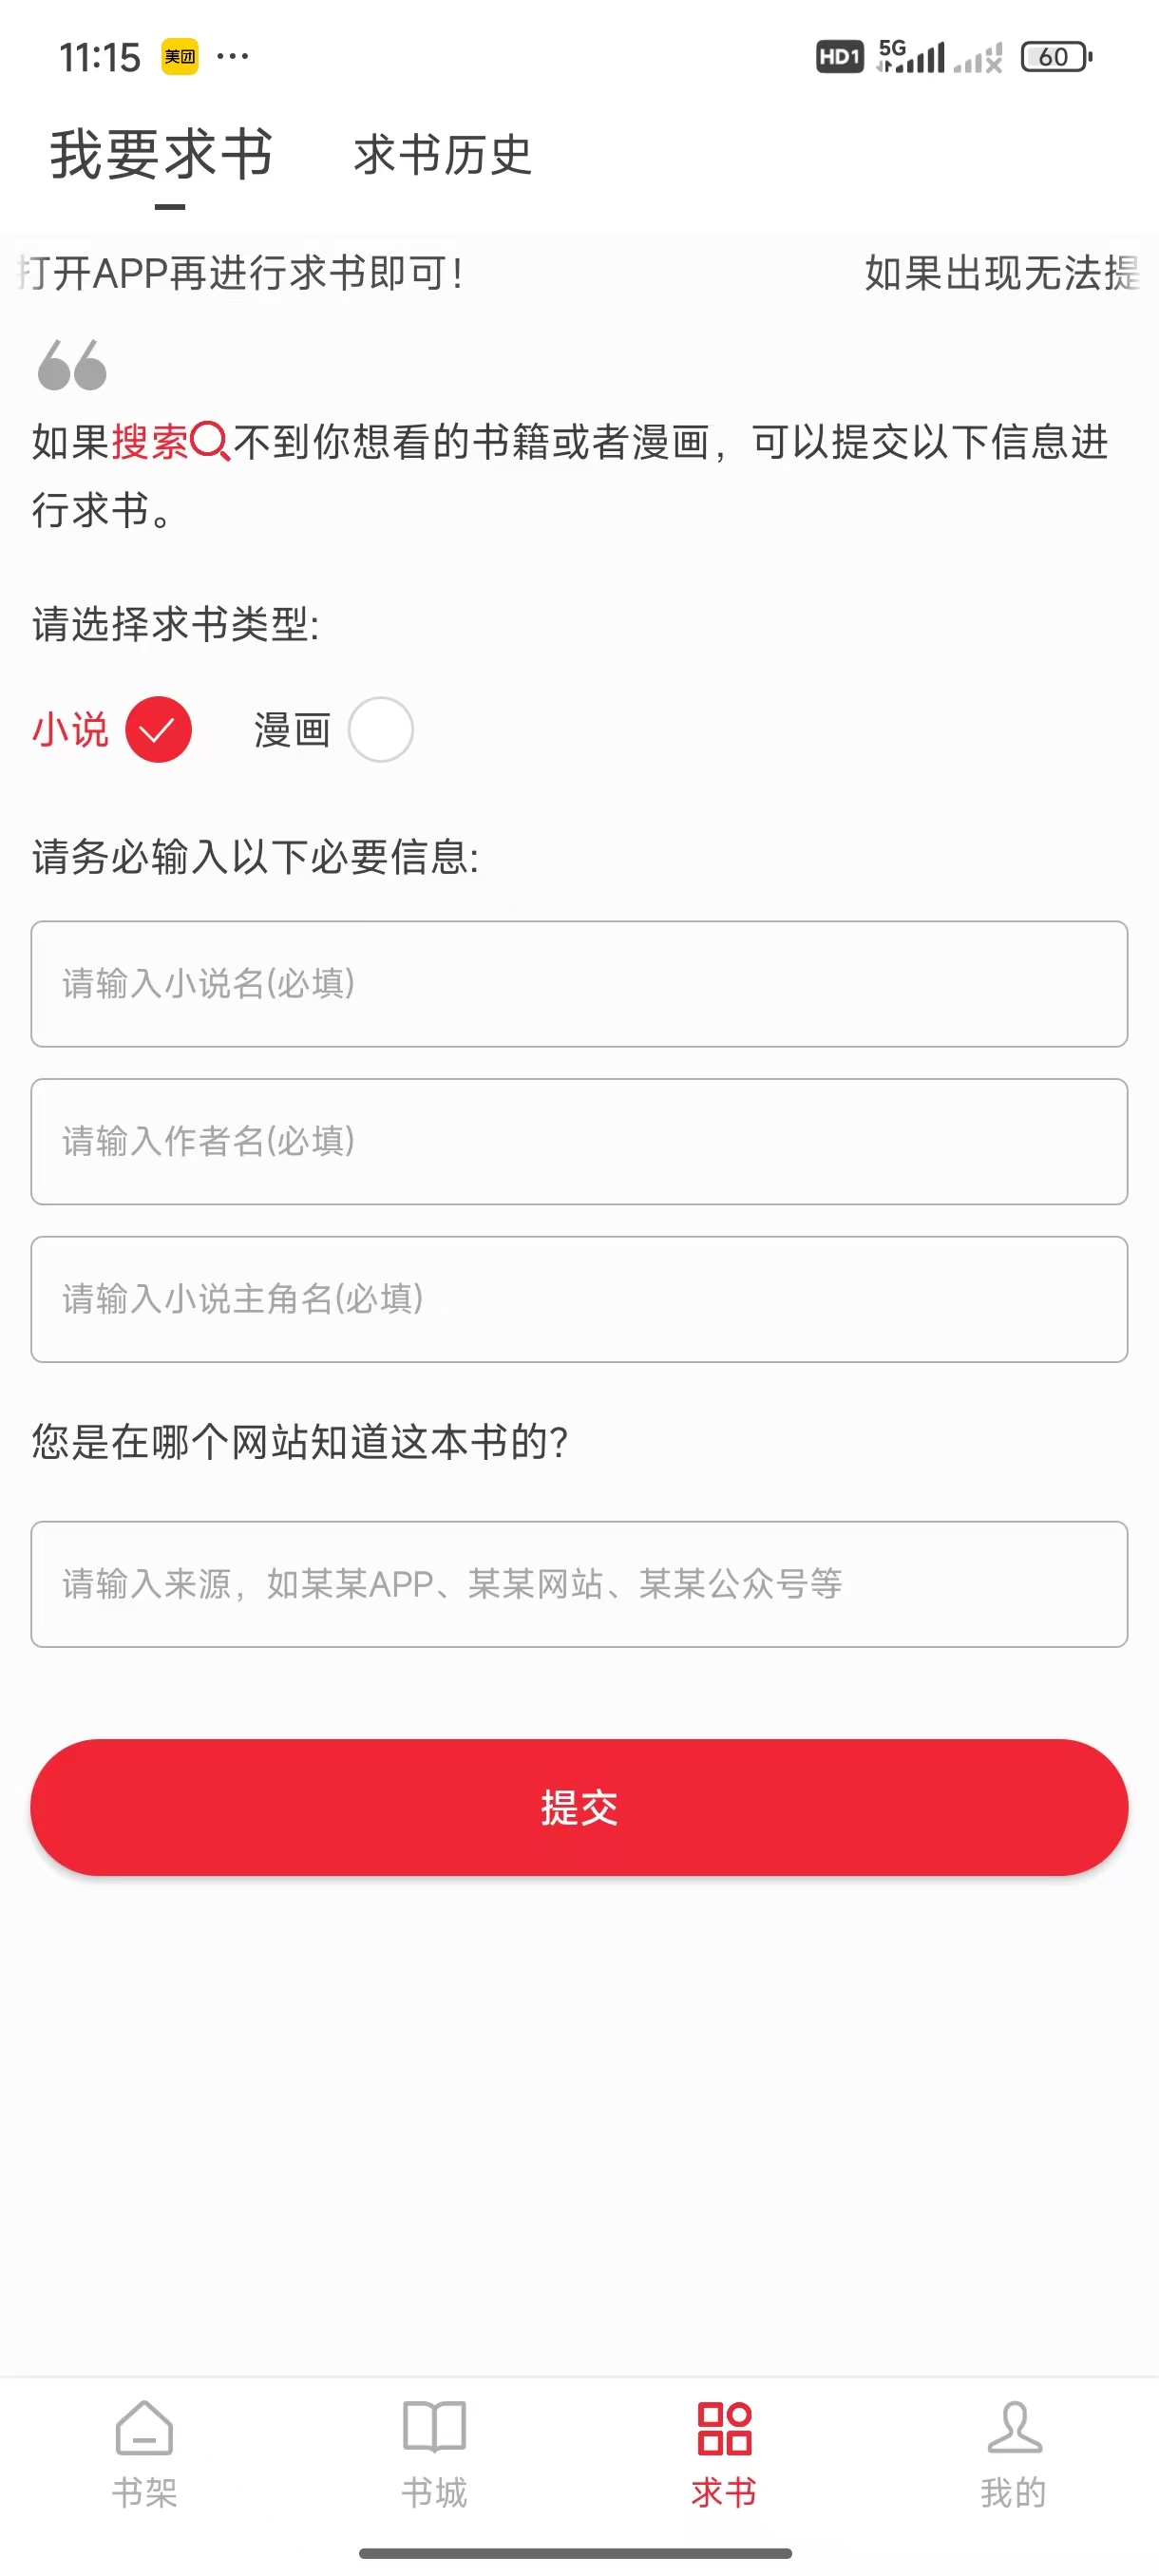 11:15 美团 ... HD1 5G 60
我要求书 求书历史
打开APP再进行求书即可! 如果出现无法提
如果搜索不到你想看的书籍或者漫画，可以提交以下信息进
行求书。
请选择求书类型:
小说 漫画
请务必输入以下必要信息:
请输入小说名(必填)
请输入作者名(必填)
请输入小说主角名(必填)
您是在哪个网站知道这本书的?
请输入来源，如某某APP、某某网站、某某公众号等
提交
书架 书城 求书 我的